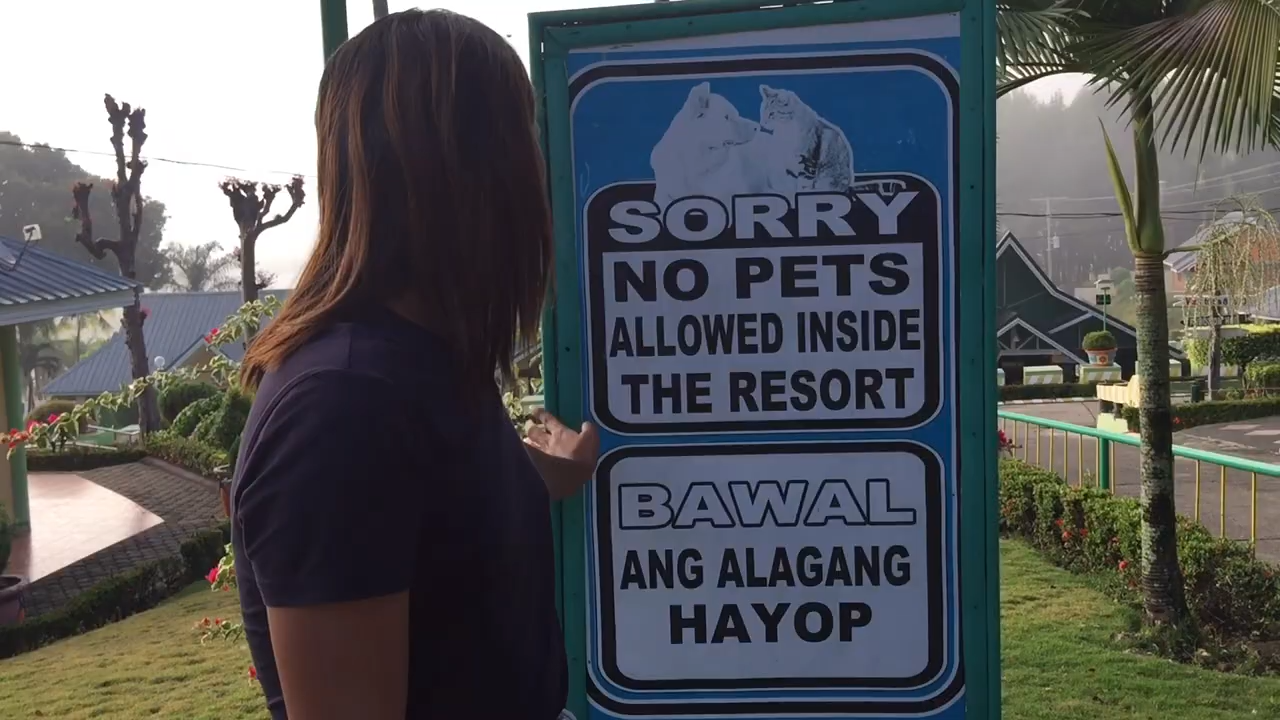 SORRY
NO PETS
ALLOWED INSIDE
THE RESORT
BAWAL
ANG ALAGANG
HAYOP